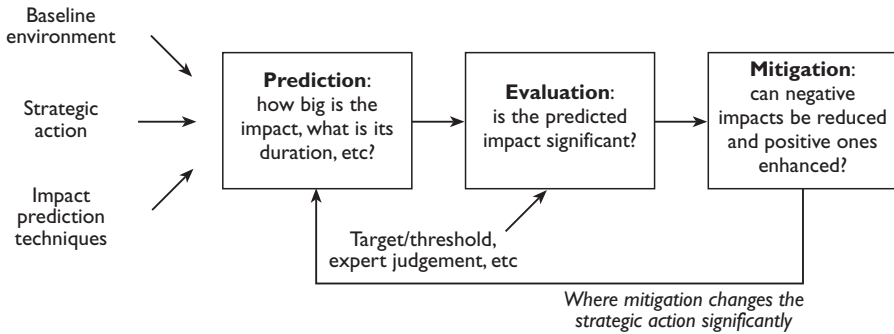 Baseline
environment
Strategic
action
Impact
prediction
techniques
Prediction:
how big is the
impact, what is its
duration, etc?
Evaluation:
is the predicted
impact significant?
Mitigation:
can negative
impacts be reduced
and positive ones
enhanced?
Target/threshold,
expert judgement, etc
Where mitigation changes the
strategic action significantly